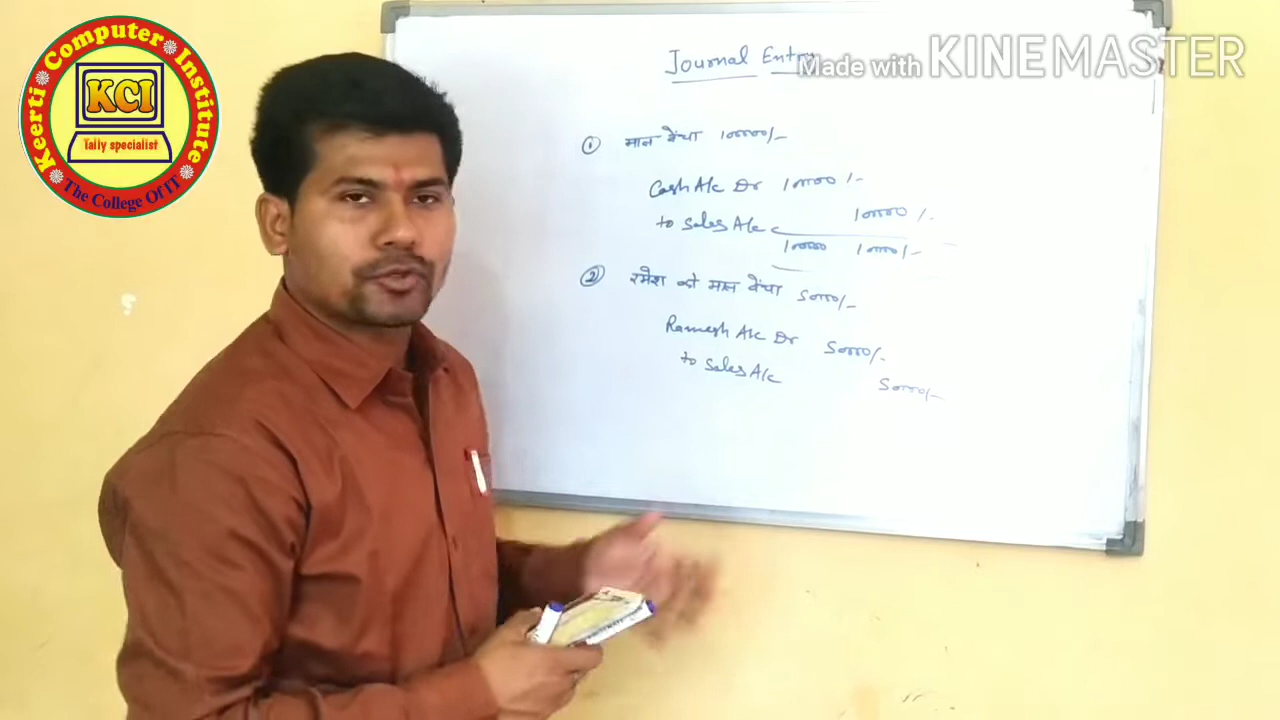 Keerti Computer Institute
KCI
Tally specialist
The College Of IT
Made with KINEMASTER
Journal Entry
① माल बेंचा 10000/-
Cash A/c Dr 10000/-
to Sales A/c 10000/-
10000 10000/-
② रमेश को माल बेंचा 5000/-
Ramesh A/c Dr 5000/-
to Sales A/c 5000/-